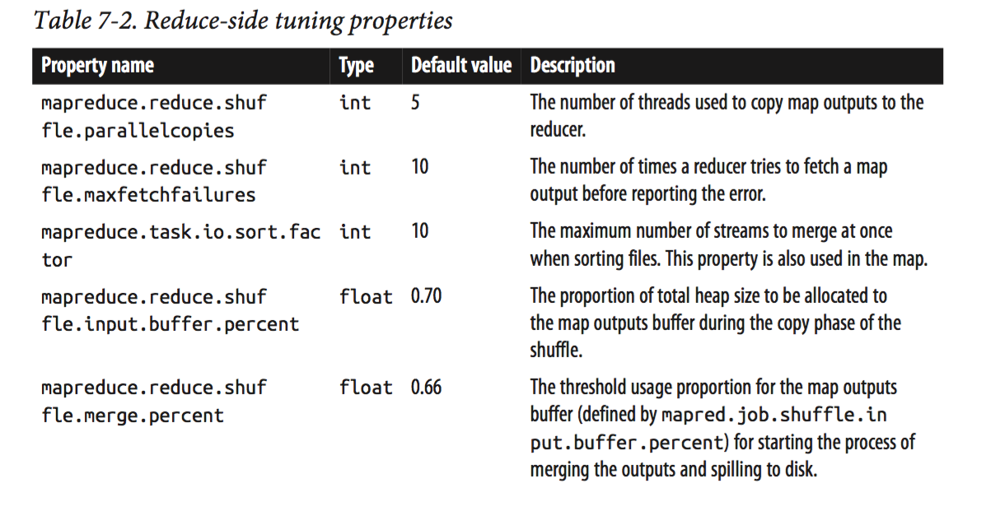 Table 7-2. Reduce-side tuning properties
Property name Type Default value Description
mapreduce.reduce.shuf int 5 The number of threads used to copy map outputs to the
fle.parallelcopies reducer.
mapreduce.reduce.shuf int 10 The number of times a reducer tries to fetch a map
fle.maxfetchfailures output before reporting the error.
mapreduce.task.io.sort.fac int 10 The maximum number of streams to merge at once
tor when sorting files. This property is also used in the map.
mapreduce.reduce.shuf float 0.70 The proportion of total heap size to be allocated to
fle.input.buffer.percent the map outputs buffer during the copy phase of the
shuffle.
mapreduce.reduce.shuf float 0.66 The threshold usage proportion for the map outputs
fle.merge.percent buffer (defined by mapred.job.shuffle.in
put.buffer.percent) for starting the process of
merging the outputs and spilling to disk.